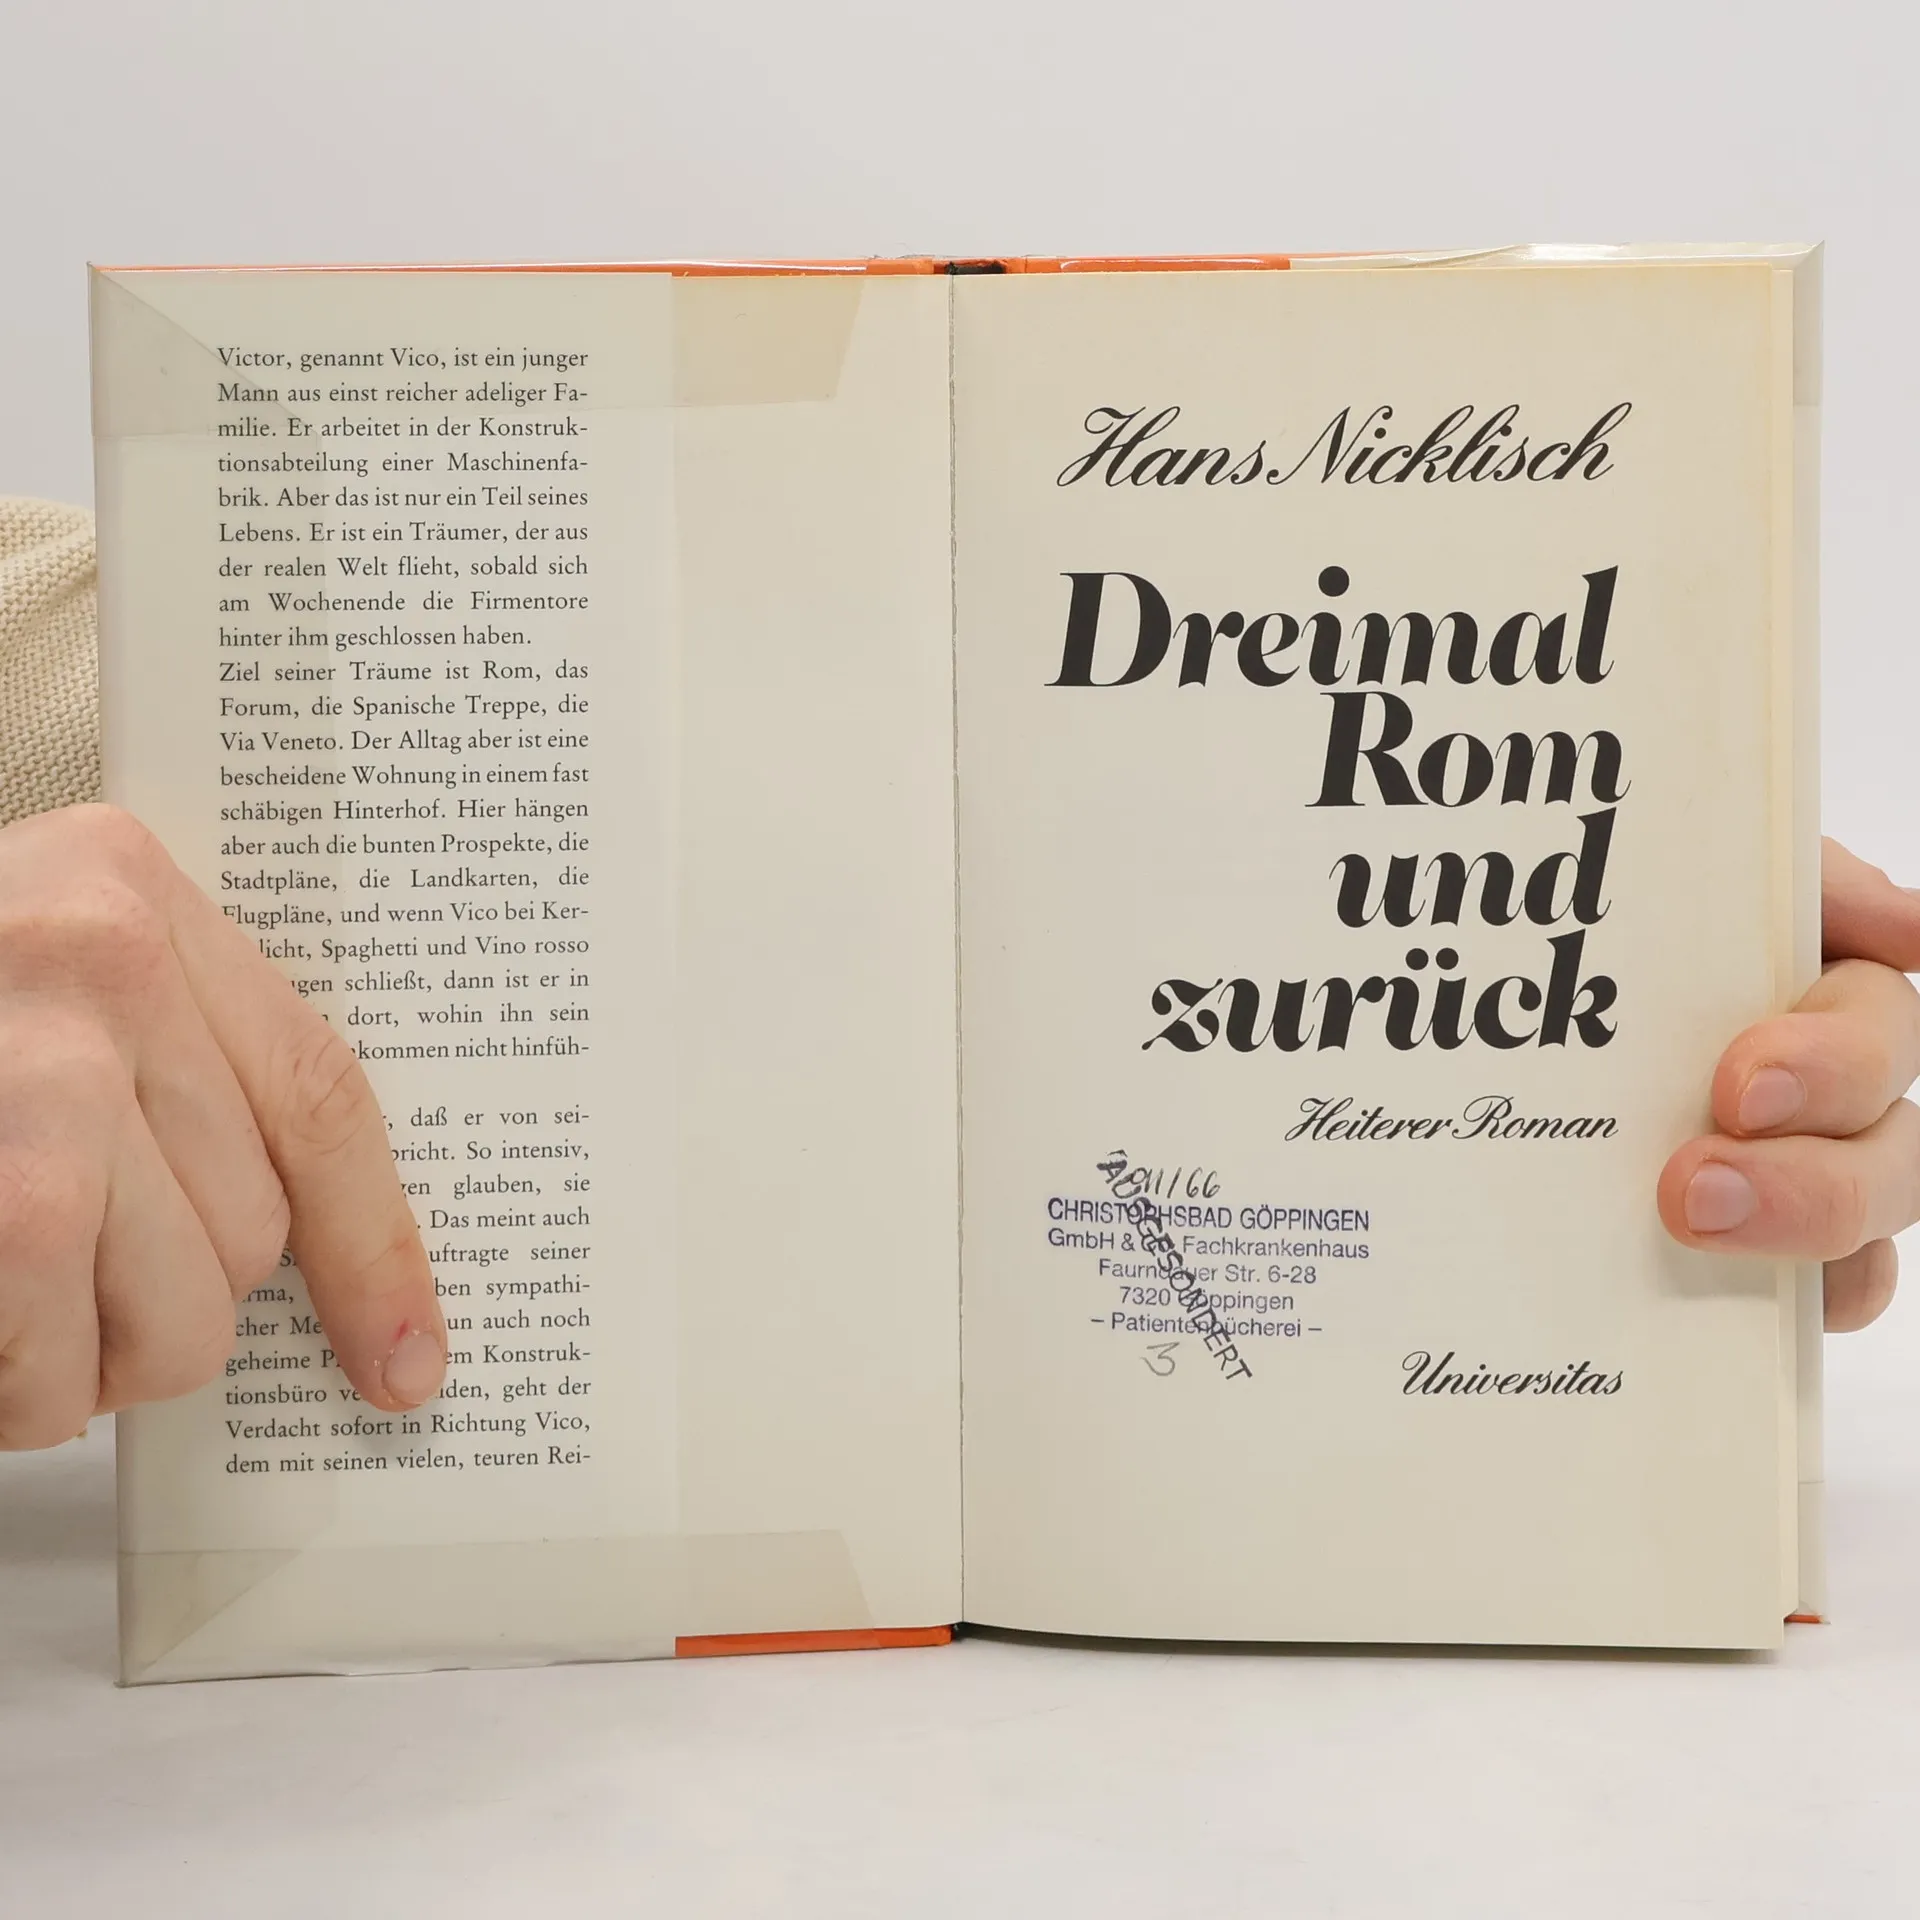 Victor, genannt Vico, ist ein junger
Mann aus einst reicher adeliger Fa-
milie. Er arbeitet in der Konstruk-
tionsabteilung einer Maschinenfa-
brik. Aber das ist nur ein Teil seines
Lebens. Er ist ein Träumer, der aus
der realen Welt flieht, sobald sich
am Wochenende die Firmentore
hinter ihm geschlossen haben.
Ziel seiner Träume ist Rom, das
Forum, die Spanische Treppe, die
Via Veneto. Der Alltag aber ist eine
bescheidene Wohnung in einem fast
schäbigen Hinterhof. Hier hängen
aber auch die bunten Prospekte, die
Stadtpläne, die Landkarten, die
Flugpläne, und wenn Vico bei Ker-
licht, Spaghetti und Vino rosso
schließt, dann ist er in
dort, wohin ihn sein
kommen nicht hinfüh-
daß er von sei-
So intensiv,
glauben, sie
Das meint auch
seiner
sympathi-
cher
auch noch
geheime
Konstruk-
tionsbüro
geht der
Verdacht sofort in Richtung Vico,
dem mit seinen vielen, teuren Rei-
Hans Nicklisch
Dreimal
Rom
und
zurück
Heiterer Roman
CHRISTOPHSBAD GÖPPINGEN
GmbH & Co. Fachkrankenhaus
Faurndauer Str. 6-28
7320 Göppingen
– Patientenbücherei –
AUSGESONDERT
3
Universitas